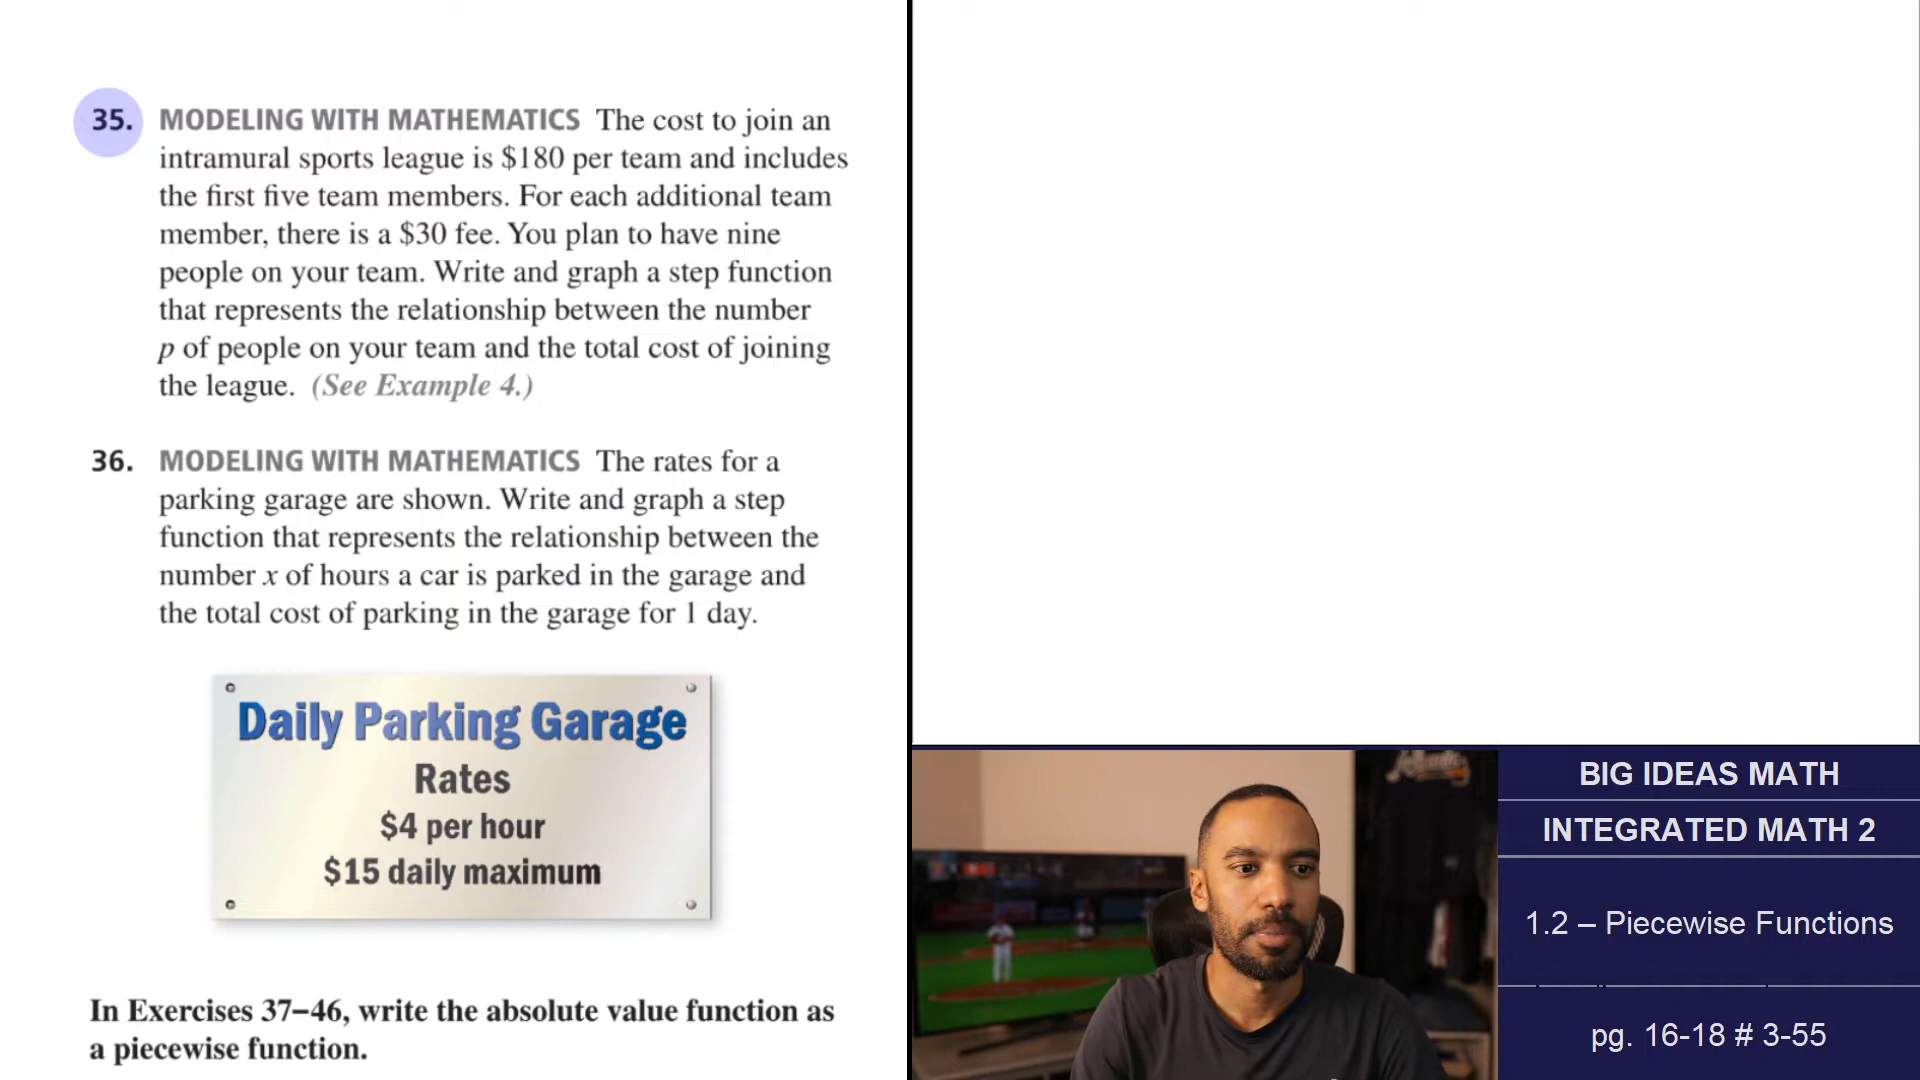 35. MODELING WITH MATHEMATICS The cost to join an
intramural sports league is $180 per team and includes
the first five team members. For each additional team
member, there is a $30 fee. You plan to have nine
people on your team. Write and graph a step function
that represents the relationship between the number
p of people on your team and the total cost of joining
the league. (See Example 4.)
36. MODELING WITH MATHEMATICS The rates for a
parking garage are shown. Write and graph a step
function that represents the relationship between the
number x of hours a car is parked in the garage and
the total cost of parking in the garage for 1 day.
Daily Parking Garage
Rates
$4 per hour
$15 daily maximum
In Exercises 37–46, write the absolute value function as
a piecewise function.
BIG IDEAS MATH
INTEGRATED MATH 2
1.2 – Piecewise Functions
pg. 16-18 # 3-55